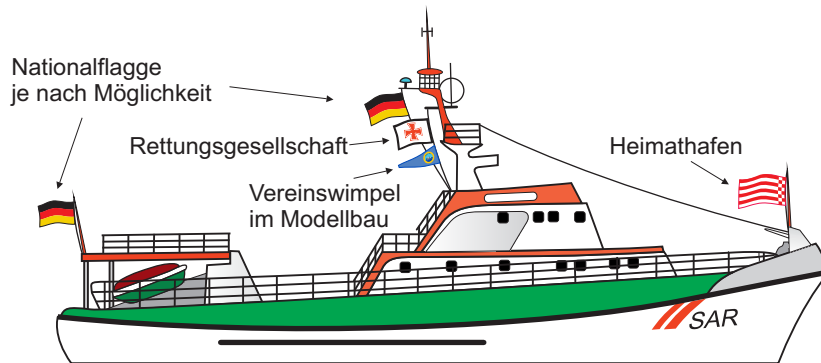 Nationalflagge
je nach Möglichkeit
Rettungsgesellschaft
Vereinswimpel
im Modellbau
Heimathafen
SAR